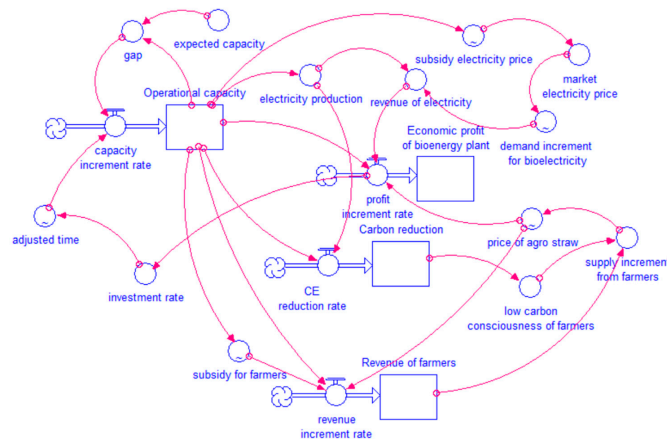 expected capacity
gap
subsidy electricity price
market
electricity price
Operational capacity
electricity production
revenue of electricity
Economic profit
of bioenergy plant
demand increment
for bioelectricity
capacity
increment rate
profit
increment rate
Carbon reduction
price of agro straw
adjusted time
supply increment
from farmers
investment rate
CE
reduction rate
low carbon
consciousness of farmers
subsidy for farmers
Revenue of farmers
revenue
increment rate